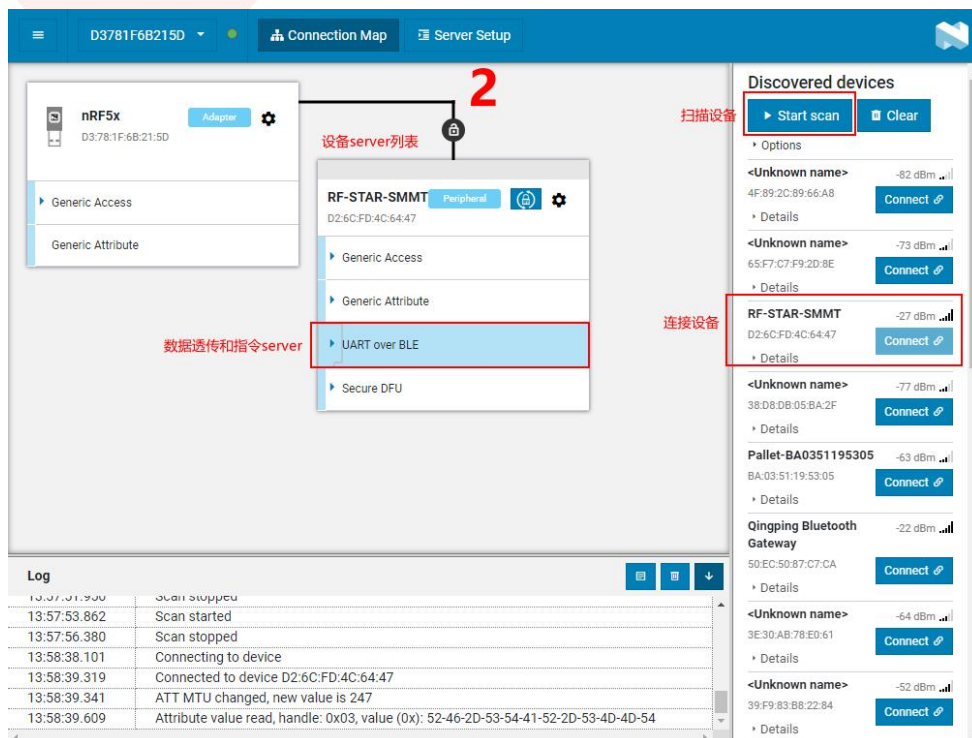 D3781F6B215D
Connection Map
Server Setup
2
nRF5x
Adapter
D3:78:1F:6B:21:5D
Generic Access
Generic Attribute
设备server列表
RF-STAR-SMMT
Peripheral
D2:6C:FD:4C:64:47
Generic Access
Generic Attribute
数据透传和指令server
UART over BLE
Secure DFU
扫描设备
连接设备
Discovered devices
Start scan
Clear
Options
<Unknown name>
-82 dBm
4F:89:2C:89:66:A8
Connect
Details
<Unknown name>
-73 dBm
65:F7:C7:F9:2D:8E
Connect
Details
RF-STAR-SMMT
-27 dBm
D2:6C:FD:4C:64:47
Connect
Details
<Unknown name>
-77 dBm
38:D8:DB:05:BA:2F
Connect
Details
Pallet-BA0351195305
-63 dBm
BA:03:51:19:53:05
Connect
Details
Qingping Bluetooth
Gateway
-22 dBm
50:EC:50:87:C7:CA
Connect
Details
<Unknown name>
-64 dBm
3E:30:AB:78:E0:61
Connect
Details
<Unknown name>
-52 dBm
39:F9:83:B8:22:84
Connect
Details
Log
Scan stopped
13:57:53.862 Scan started
13:57:56.380 Scan stopped
13:58:38.101 Connecting to device
13:58:39.319 Connected to device D2:6C:FD:4C:64:47
13:58:39.341 ATT MTU changed, new value is 247
13:58:39.609 Attribute value read, handle: 0x03, value (0x): 52-46-2D-53-54-41-52-2D-53-4D-4D-54